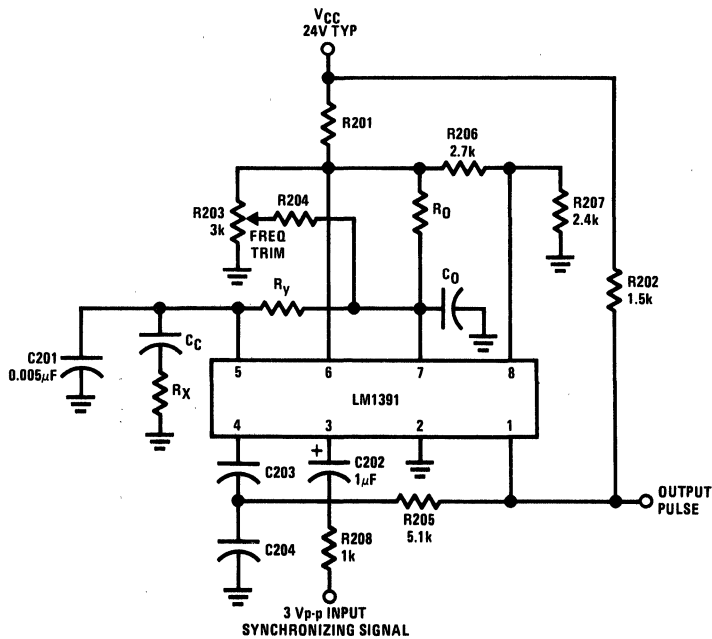 VCC
24V TYP
R201
R206
2.7k
R203
3k
R204
FREQ
TRIM
RO
R207
2.4k
CO
R202
1.5k
Ry
C201
0.005μF
CC
RX
5
6
7
8
LM1391
4
3
2
1
C203
+
C202
1μF
OUTPUT
PULSE
R205
5.1k
C204
R208
1k
3 Vp-p INPUT
SYNCHRONIZING SIGNAL